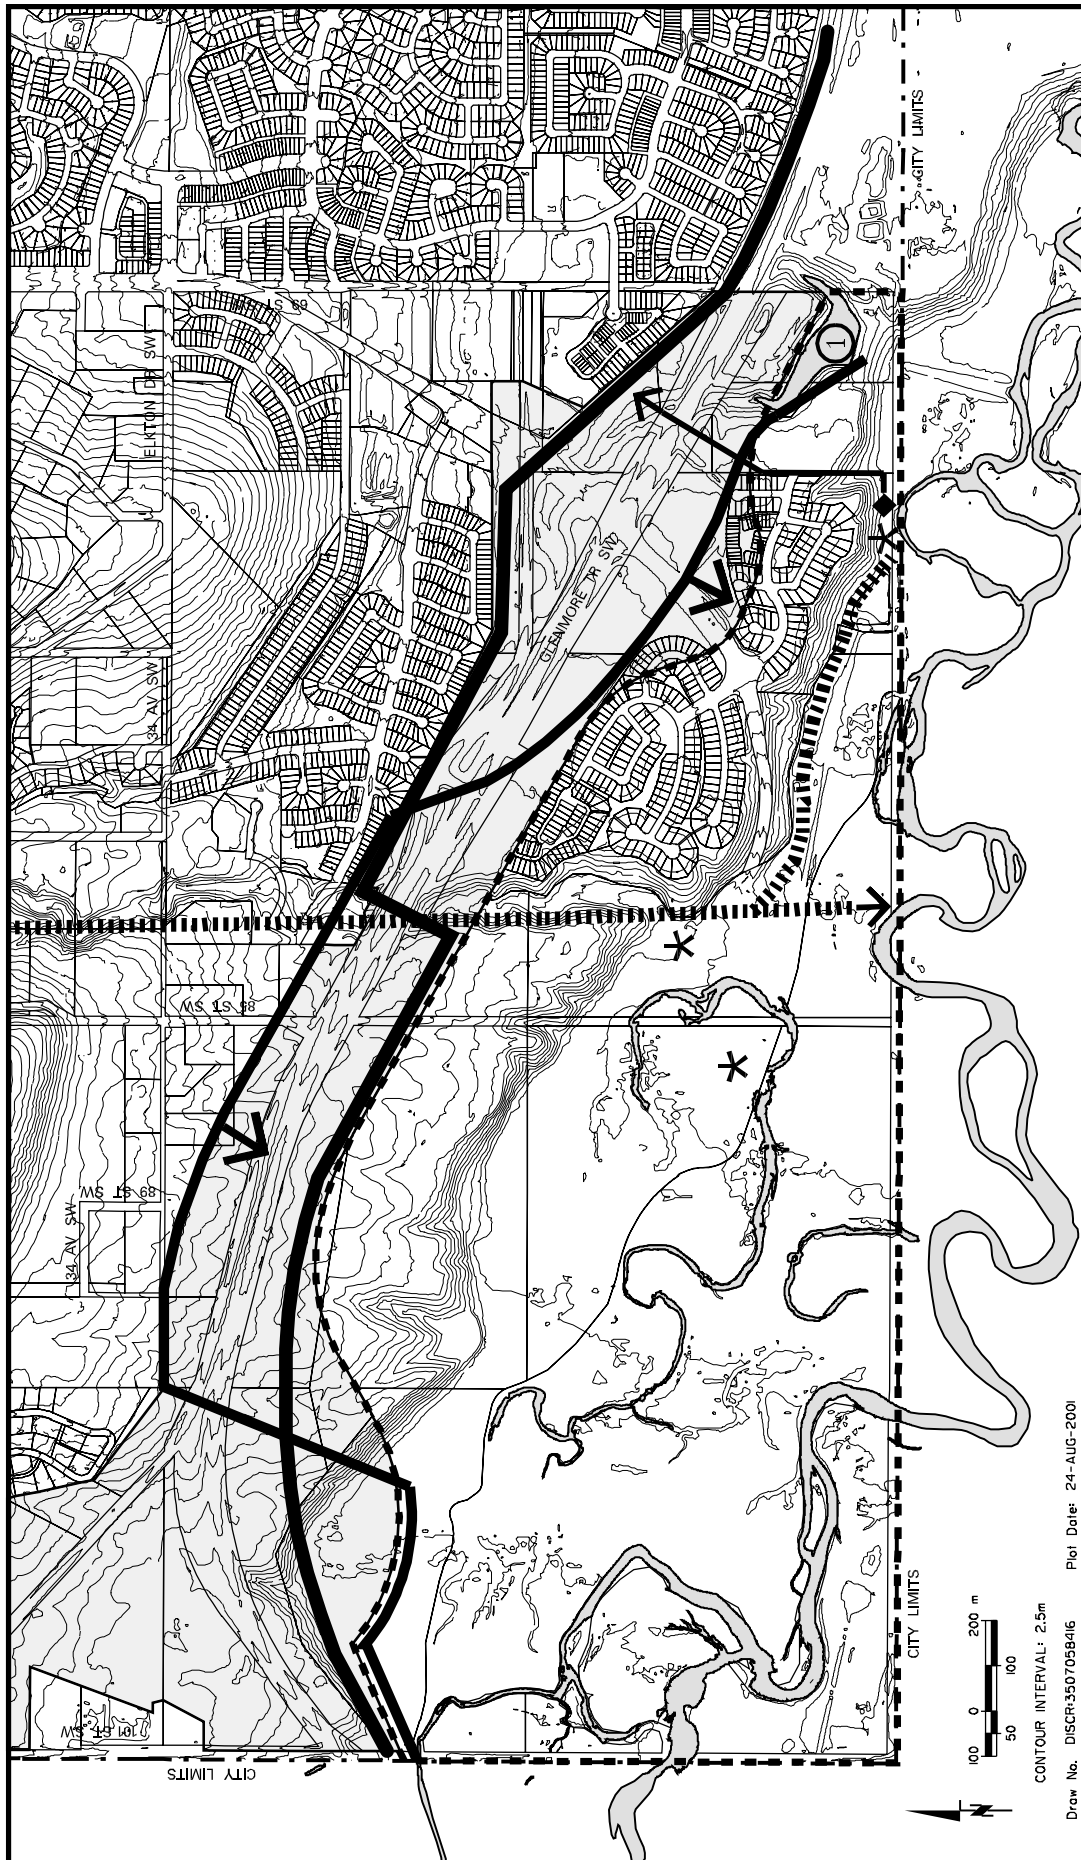 CITY LIMITS
69 ST SW
ELKTON DR SW
1
34 AV SW
GLENMORE DR SW
85 ST SW
89 ST SW
34 AV SW
101 ST SW
CITY LIMITS
CITY LIMITS
100 0 200 m
50 100
CONTOUR INTERVAL: 2.5m
Draw No. DISCR:3507058416 Plot Date: 24-AUG-2001